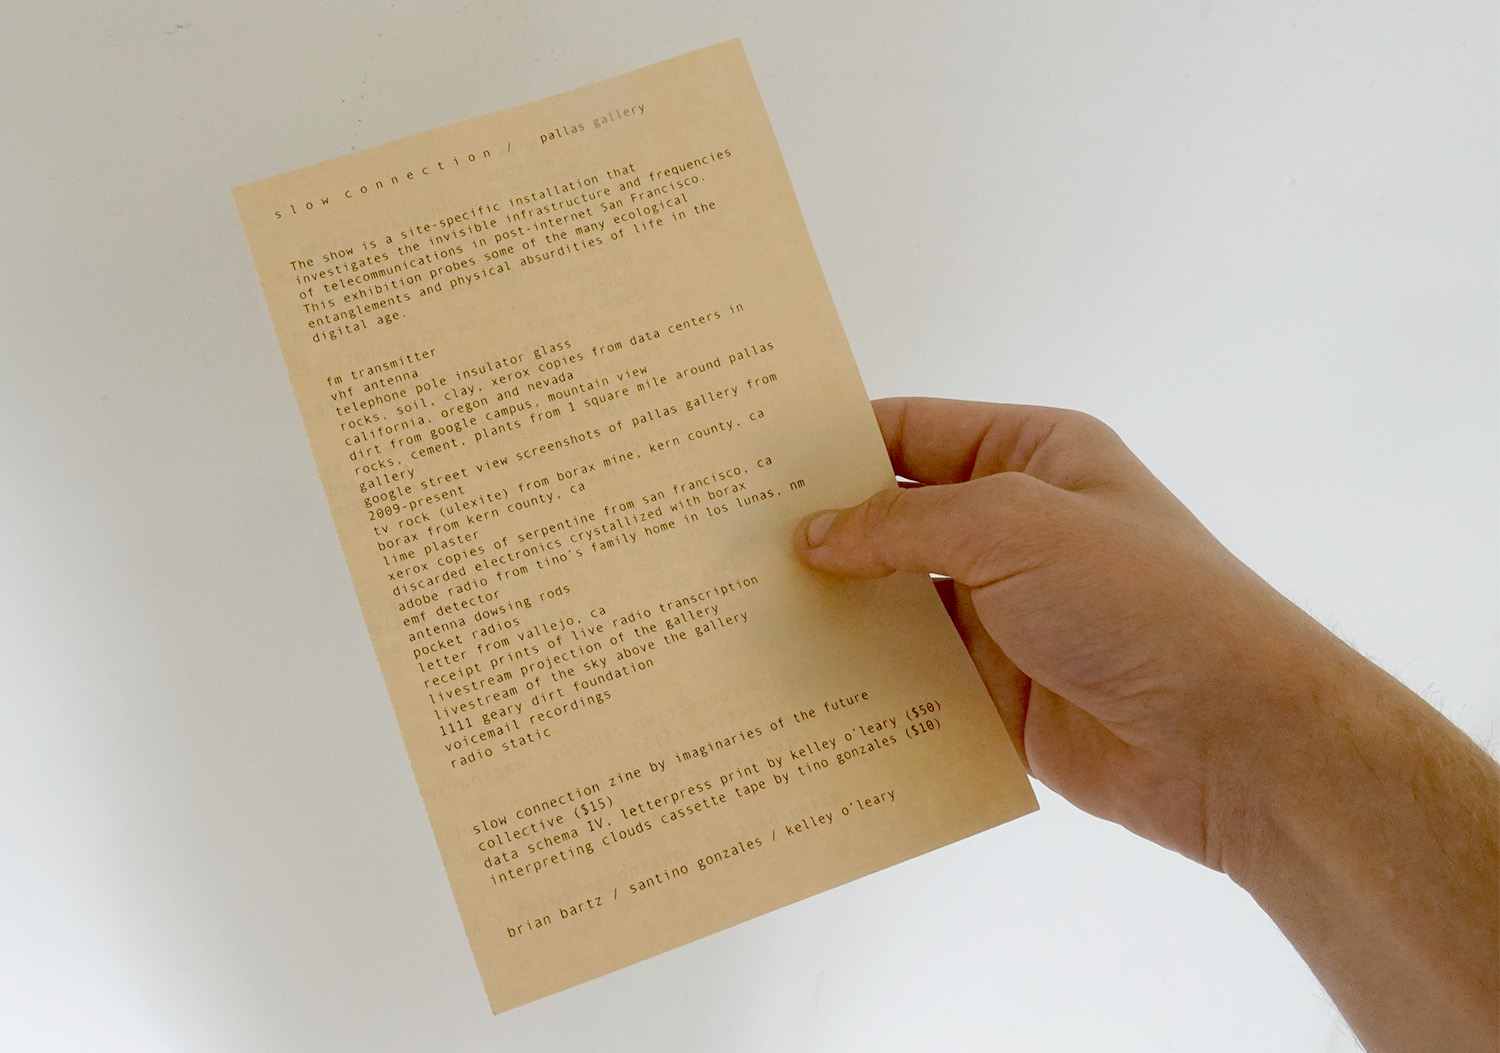 slow connection / pallas gallery
The show is a site-specific installation that
investigates the invisible infrastructure and frequencies
of telecommunications in post-internet San Francisco.
This exhibition probes some of the many ecological
entanglements and physical absurdities of life in the
digital age.
fm transmitter
vhf antenna
telephone pole insulator glass
rocks, soil, clay, xerox copies from data centers in
california, oregon and nevada
dirt from google campus, mountain view
rocks, cement, plants from 1 square mile around pallas
gallery
google street view screenshots of pallas gallery from
2009-present
tv rock (ulexite) from borax mine, kern county, ca
borax from kern county, ca
lime plaster
xerox copies of serpentine from san francisco, ca
discarded electronics crystallized with borax
adobe radio from tino's family home in los lunas, nm
emf detector
antenna dowsing rods
pocket radios
letter from vallejo, ca
receipt prints of live radio transcription
livestream projection of the gallery
livestream of the sky above the gallery
1111 geary dirt foundation
voicemail recordings
radio static
slow connection zine by imaginaries of the future
collective ($15)
data schema IV, letterpress print by kelley o'leary ($50)
interpreting clouds cassette tape by tino gonzales ($10)
brian bartz / santino gonzales / kelley o'leary